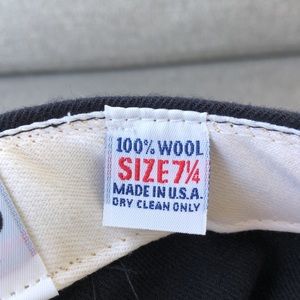 100% WOOL
SIZE 7¼
MADE IN U.S.A.
DRY CLEAN ONLY